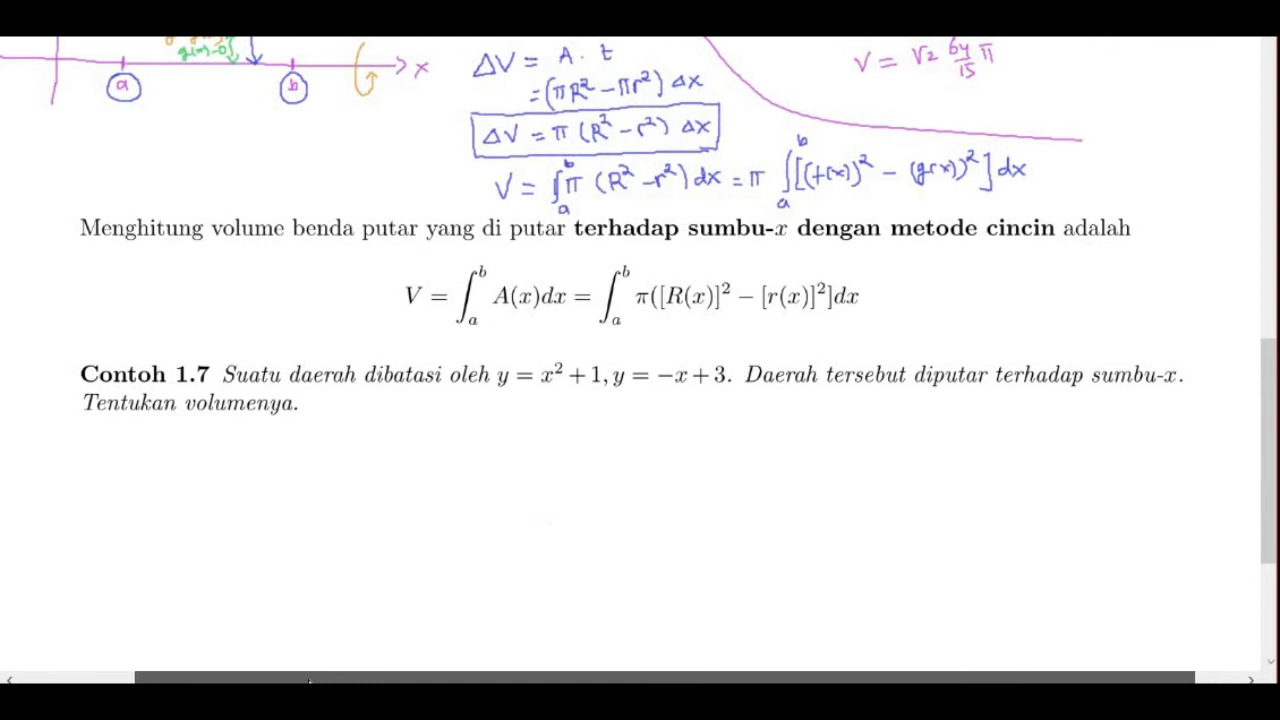 g(x)-0
a
b
x
ΔV = A . t
= (πR² - πr²) Δx
ΔV = π (R² - r²) Δx
V = ∫ₐᵇ π (R² - r²) dx = π ∫ₐᵇ [(f(x))² - (g(x))²] dx
V = √2 64/15 π
Menghitung volume benda putar yang di putar terhadap sumbu-x dengan metode cincin adalah
V = ∫ₐᵇ A(x)dx = ∫ₐᵇ π([R(x)]² − [r(x)]²]dx
Contoh 1.7 Suatu daerah dibatasi oleh y = x² + 1, y = −x + 3. Daerah tersebut diputar terhadap sumbu-x.
Tentukan volumenya.